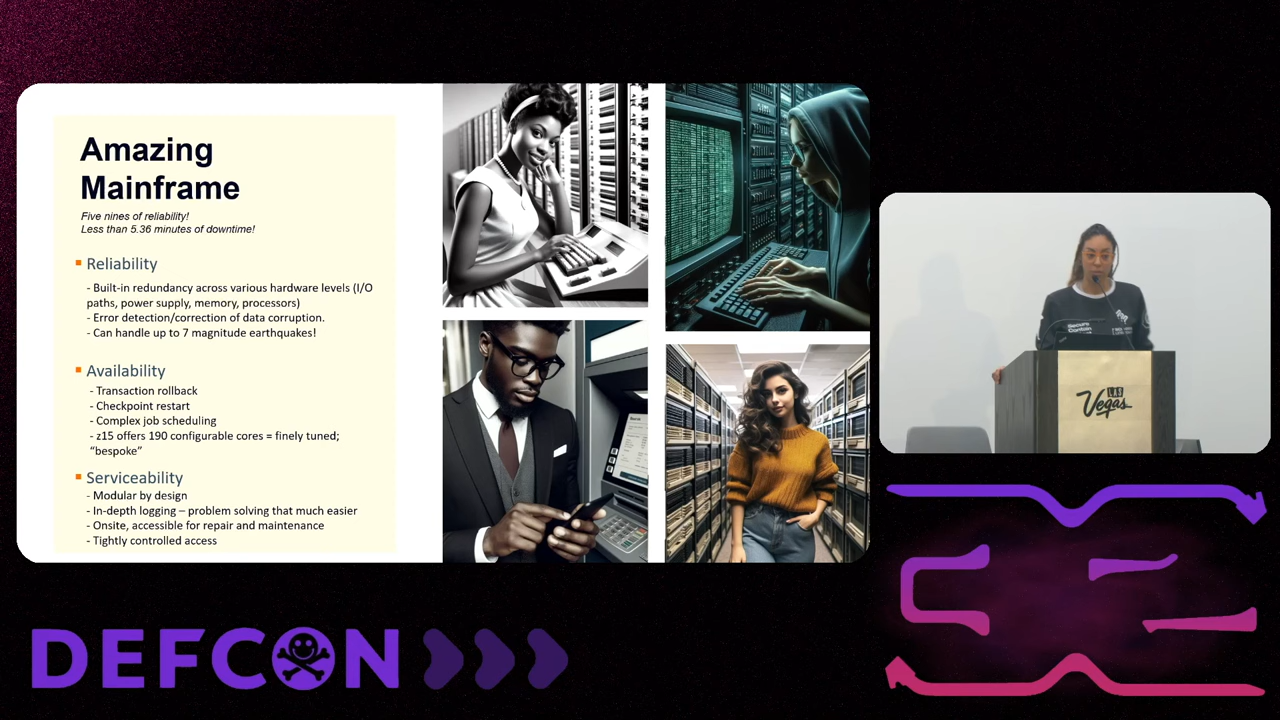 Amazing
Mainframe
Five nines of reliability!
Less than 5.36 minutes of downtime!
Reliability
- Built-in redundancy across various hardware levels (I/O
paths, power supply, memory, processors)
- Error detection/correction of data corruption.
- Can handle up to 7 magnitude earthquakes!
Availability
- Transaction rollback
- Checkpoint restart
- Complex job scheduling
- z15 offers 190 configurable cores = finely tuned;
“bespoke”
Serviceability
- Modular by design
- In-depth logging – problem solving that much easier
- Onsite, accessible for repair and maintenance
- Tightly controlled access
LAS
Vegas
DEFCON